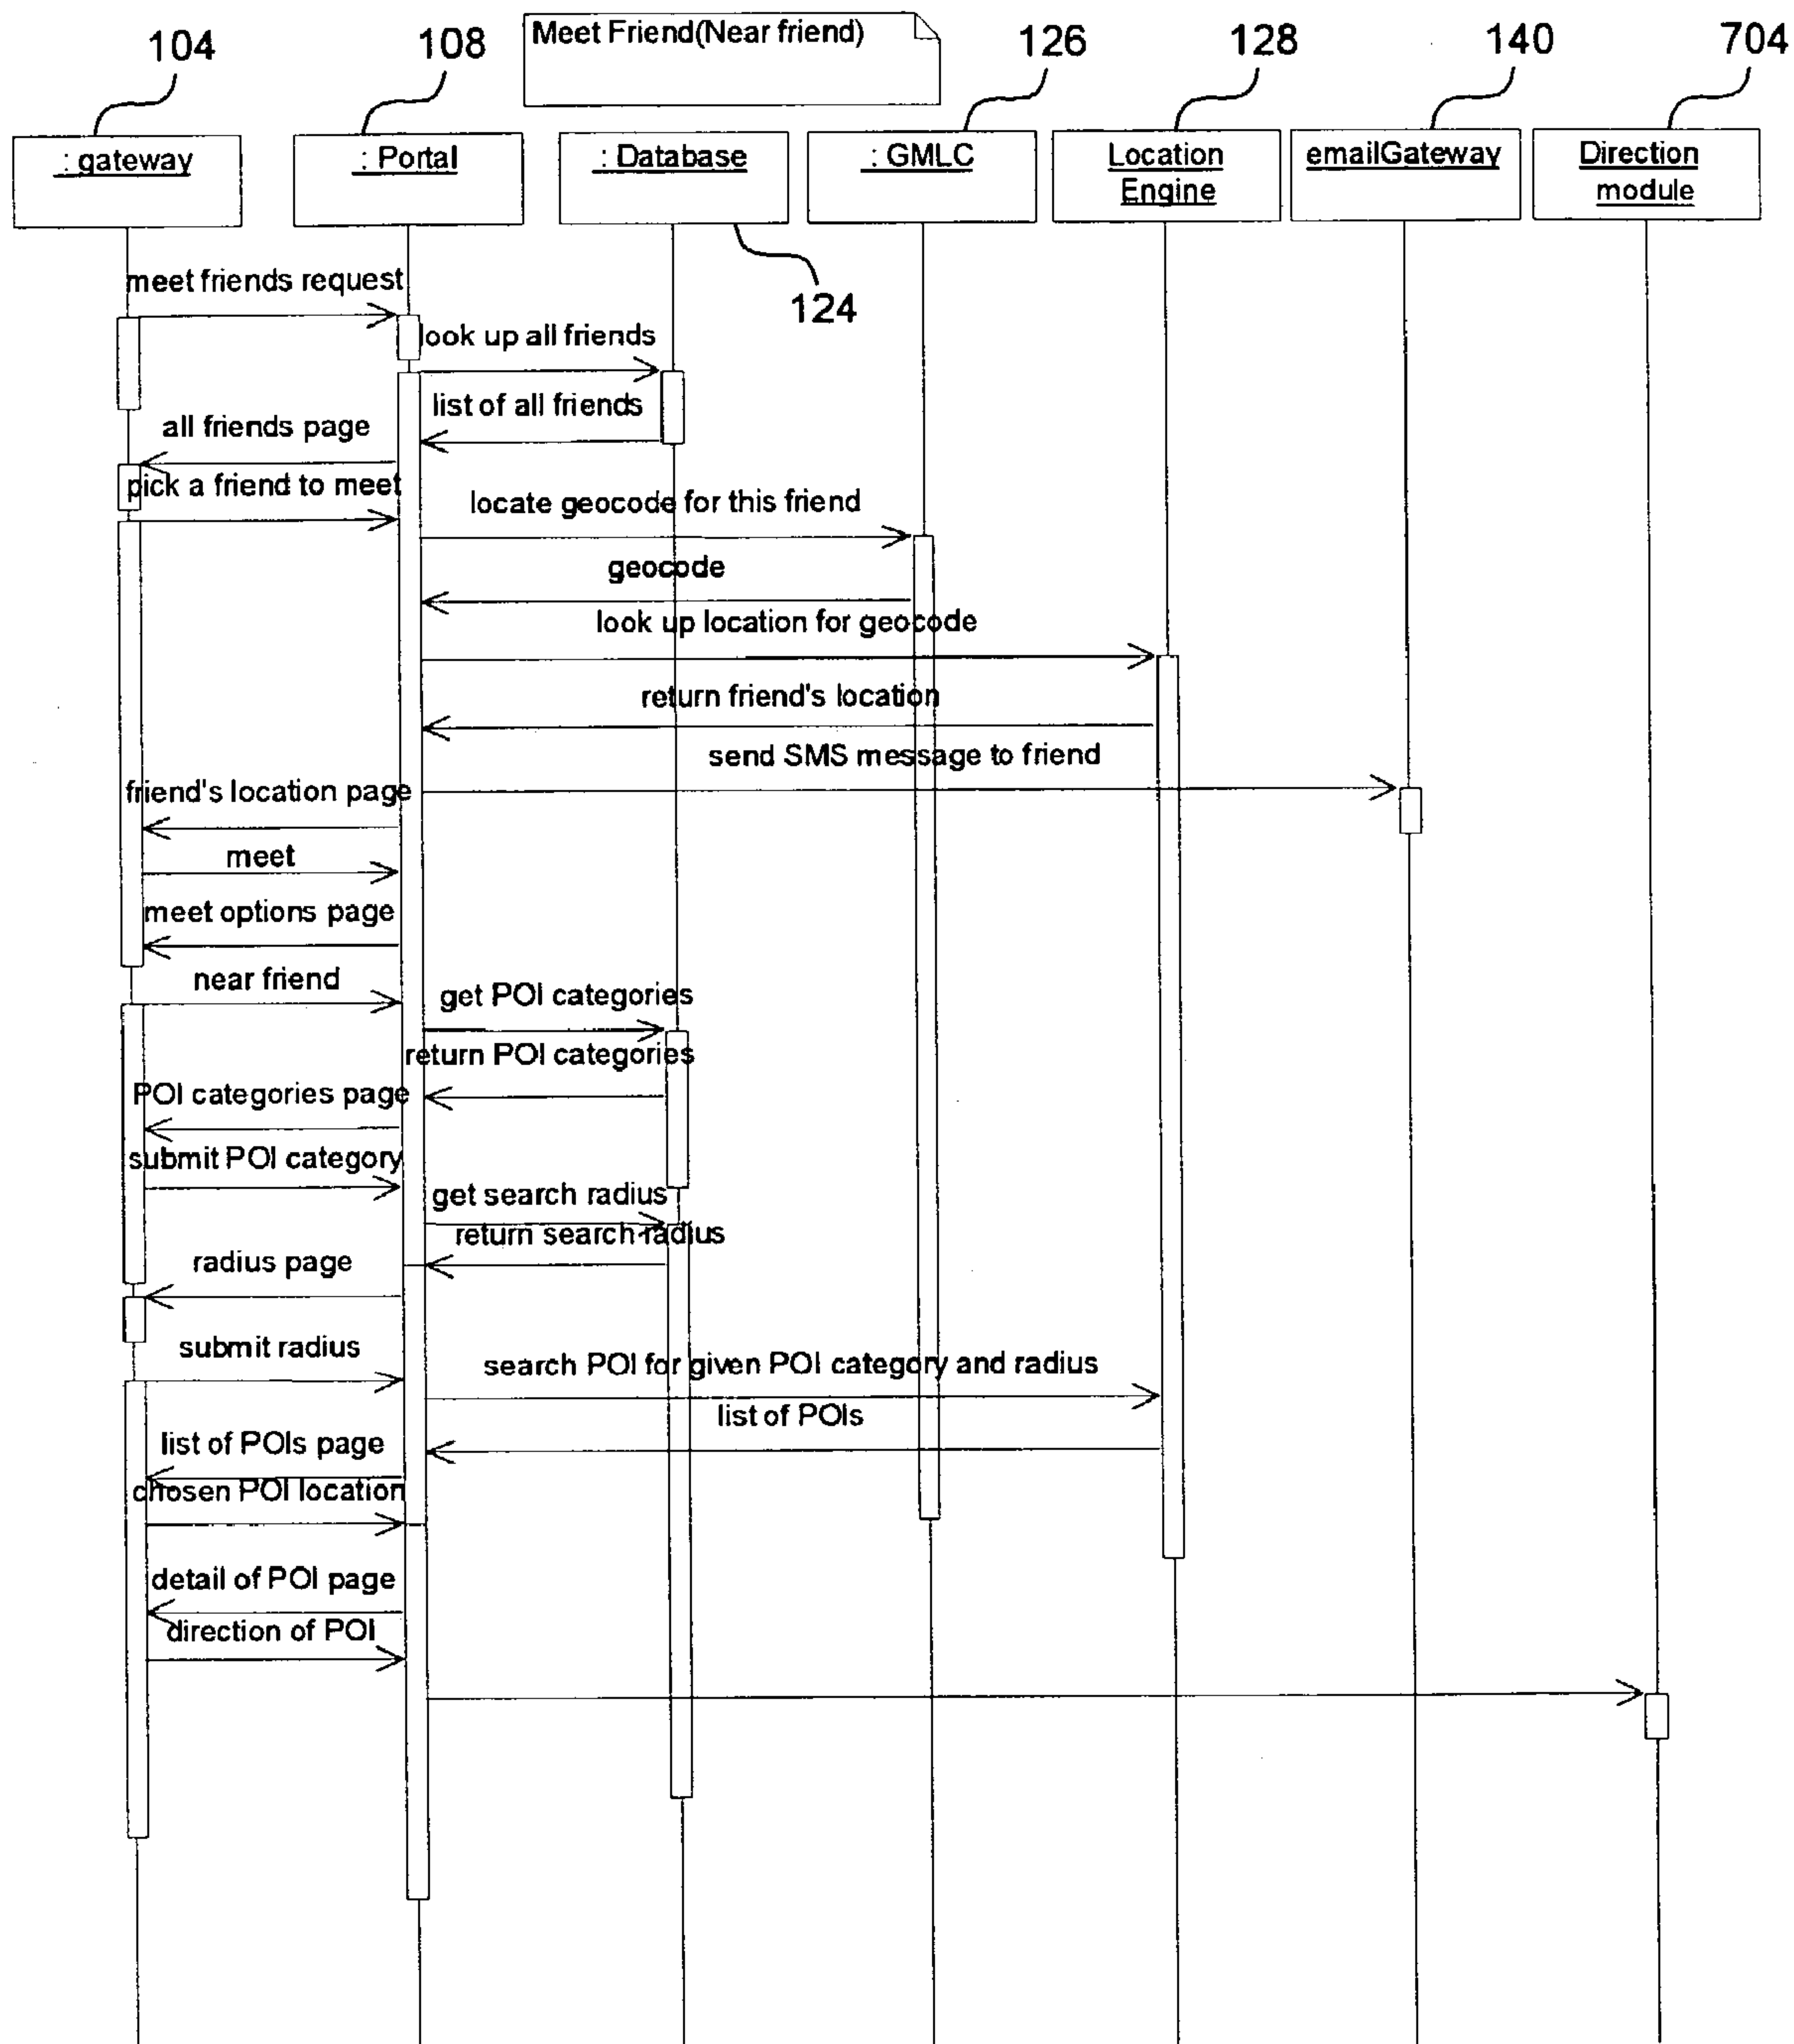 Meet Friend(Near friend)
104
108
126
128
140
704
: gateway
: Portal
: Database
: GMLC
Location
Engine
emailGateway
Direction
module
124
meet friends request
look up all friends
list of all friends
all friends page
pick a friend to meet
locate geocode for this friend
geocode
look up location for geocode
return friend's location
send SMS message to friend
friend's location page
meet
meet options page
near friend
get POI categories
return POI categories
POI categories page
submit POI category
get search radius
return search radius
radius page
submit radius
search POI for given POI category and radius
list of POIs
list of POIs page
chosen POI location
detail of POI page
direction of POI